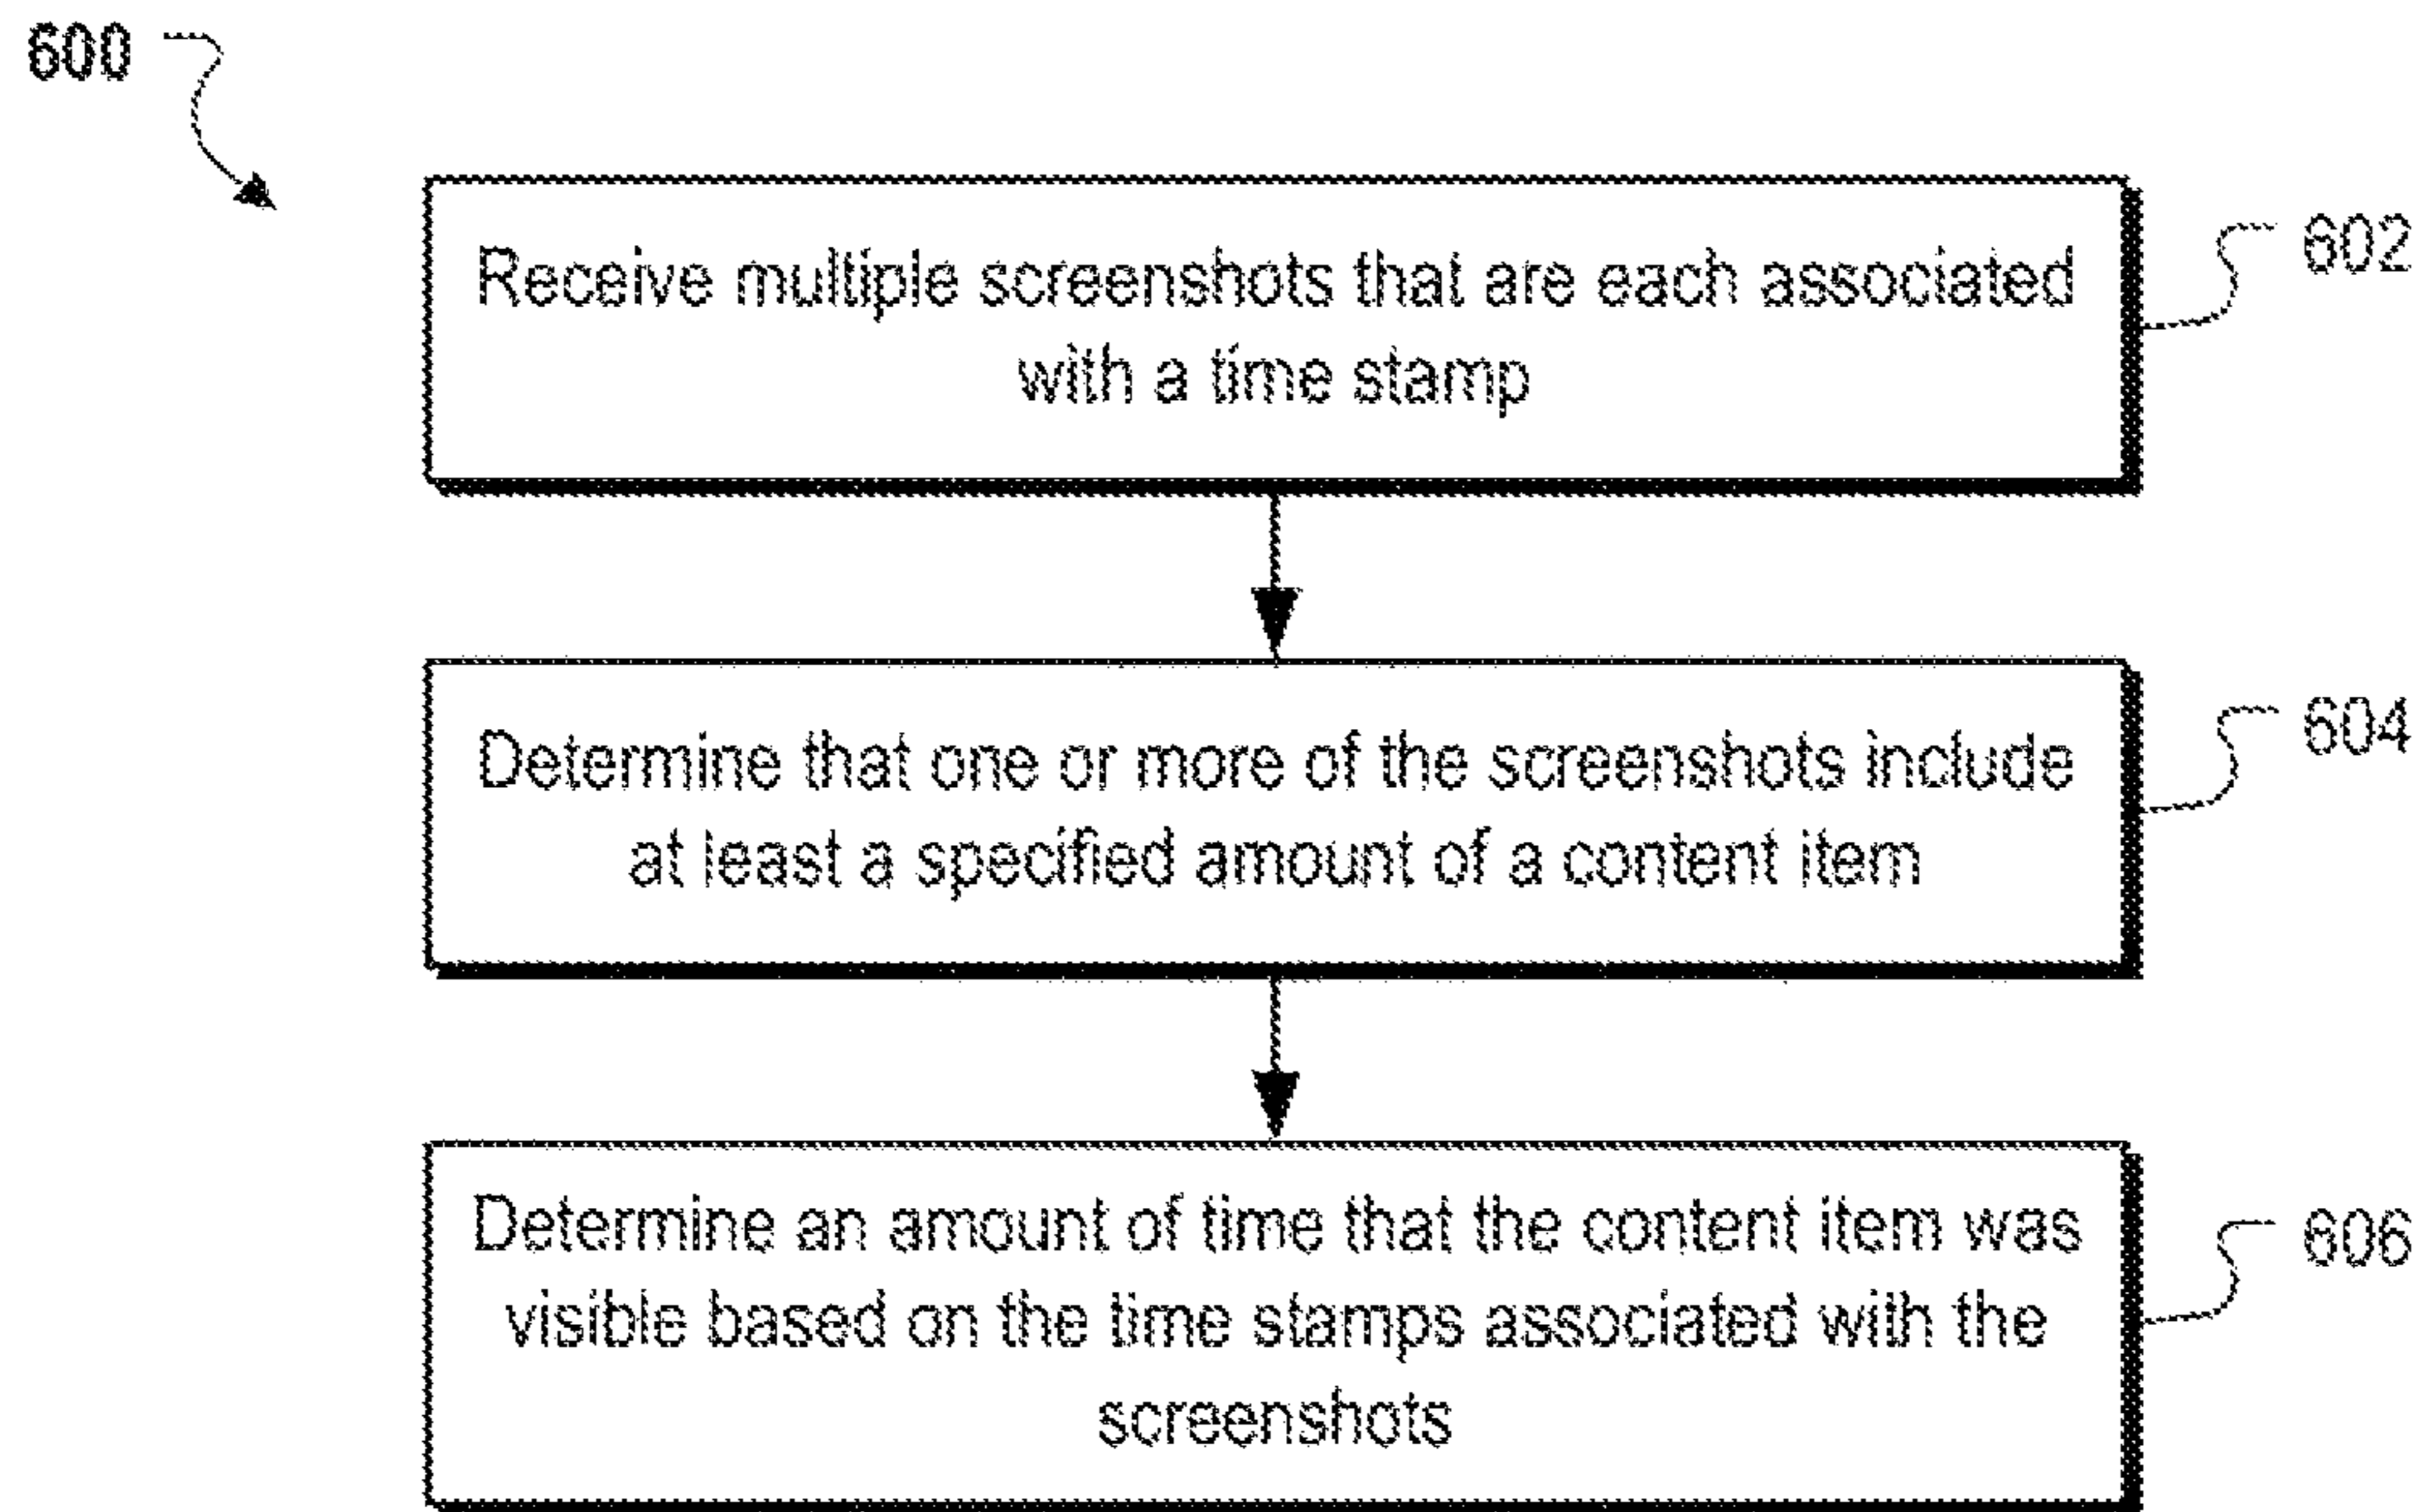 600
Receive multiple screenshots that are each associated
with a time stamp
602
Determine that one or more of the screenshots include
at least a specified amount of a content item
604
Determine an amount of time that the content item was
visible based on the time stamps associated with the
screenshots
606